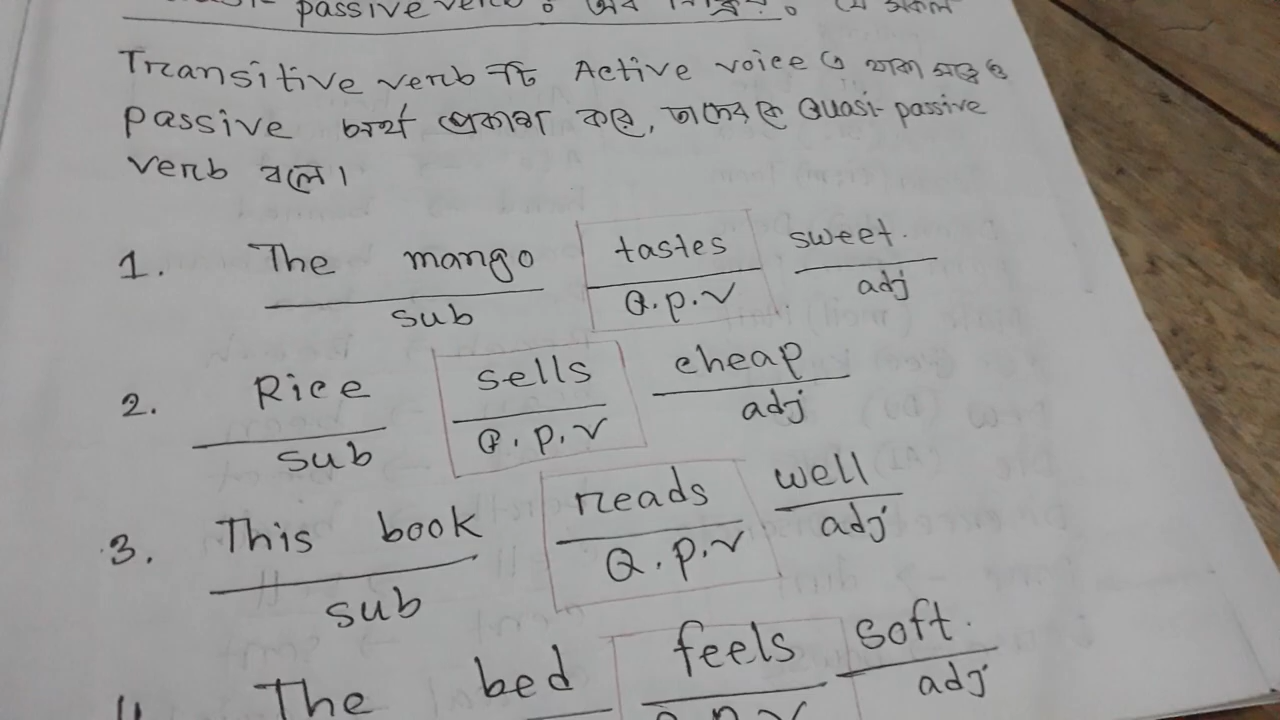 passive verb :
Transitive verb টি Active voice এ থাকা সত্ত্বেও
passive অর্থ প্রকাশ করে, তাদেরকে Quasi-passive
verb বলে।
1. The mango tastes sweet.
sub Q.p.v adj
2. Rice sells cheap
sub Q.p.v adj
3. This book reads well
sub Q.p.v adj
The bed feels soft.
adj